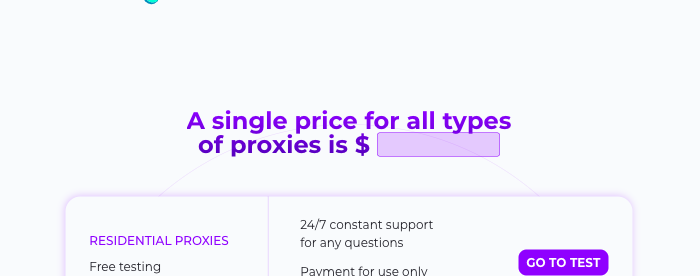 A single price for all types
of proxies is $
24/7 constant support
for any questions
RESIDENTIAL PROXIES
GO TO TEST
Free testing
Payment for use only